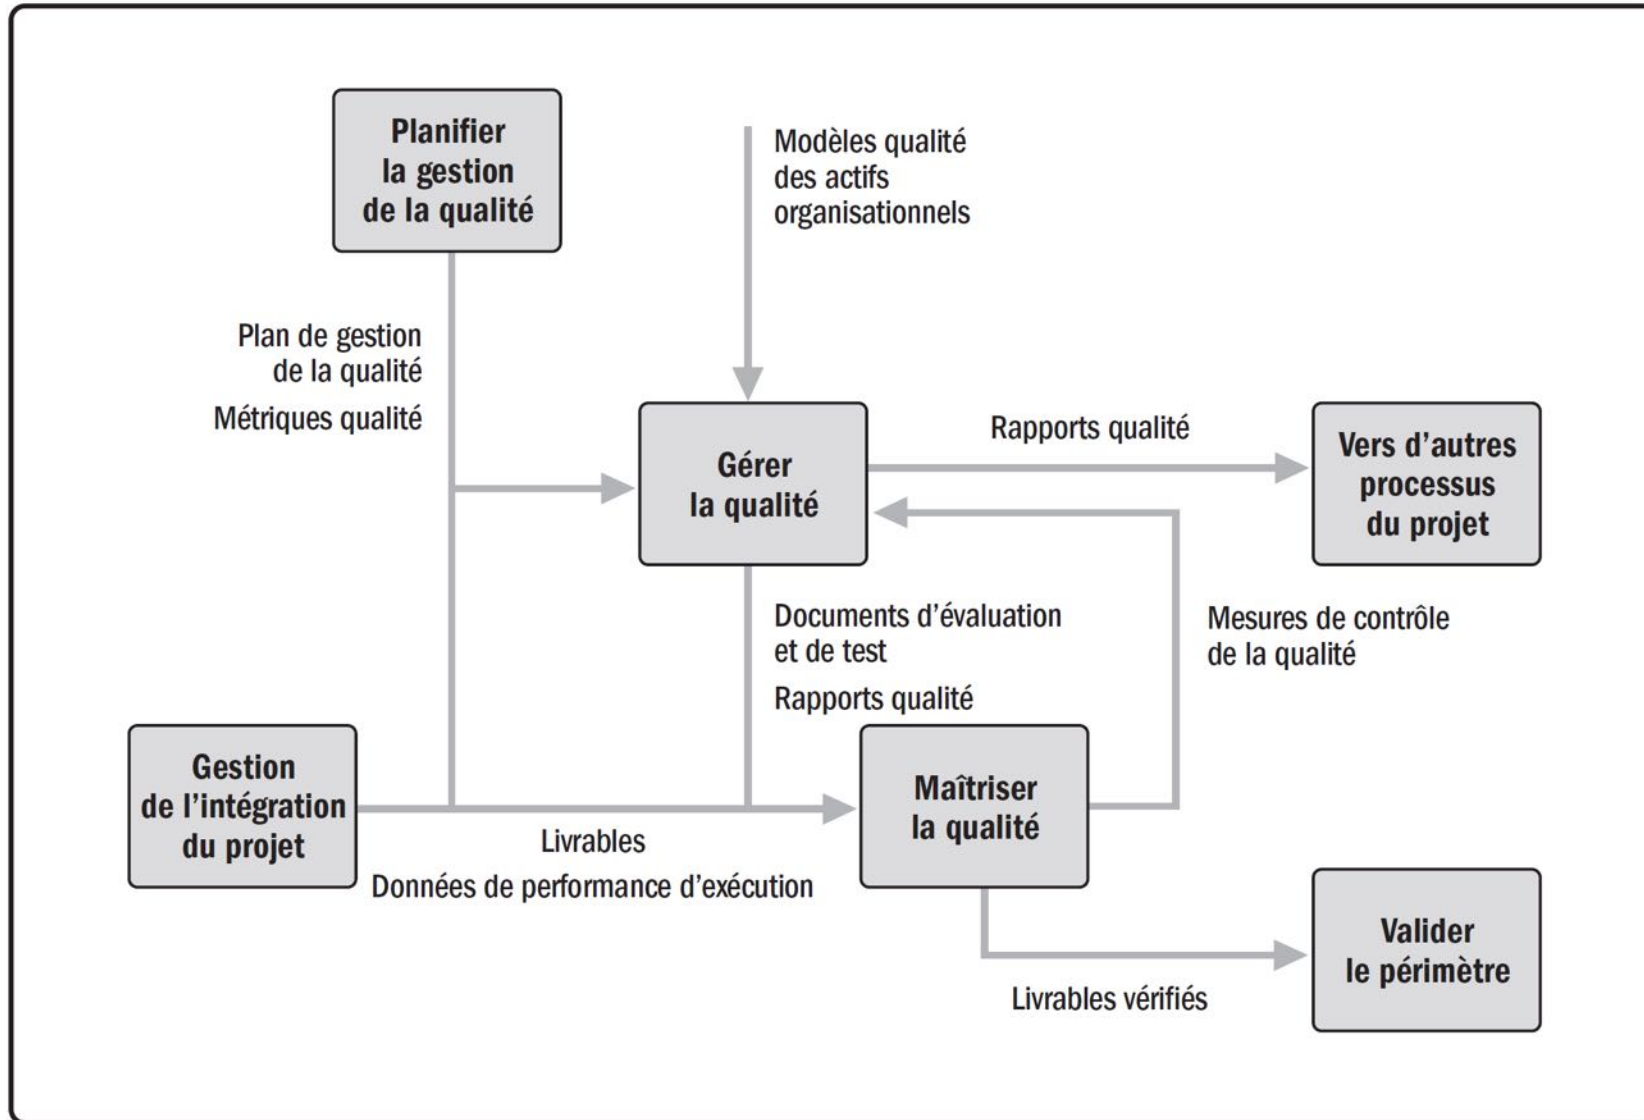 Planifier
la gestion
de la qualité
Modèles qualité
des actifs
organisationnels
Plan de gestion
de la qualité
Métriques qualité
Gérer
la qualité
Rapports qualité
Vers d’autres
processus
du projet
Documents d’évaluation
et de test
Rapports qualité
Mesures de contrôle
de la qualité
Gestion
de l’intégration
du projet
Livrables
Données de performance d’exécution
Maîtriser
la qualité
Livrables vérifiés
Valider
le périmètre